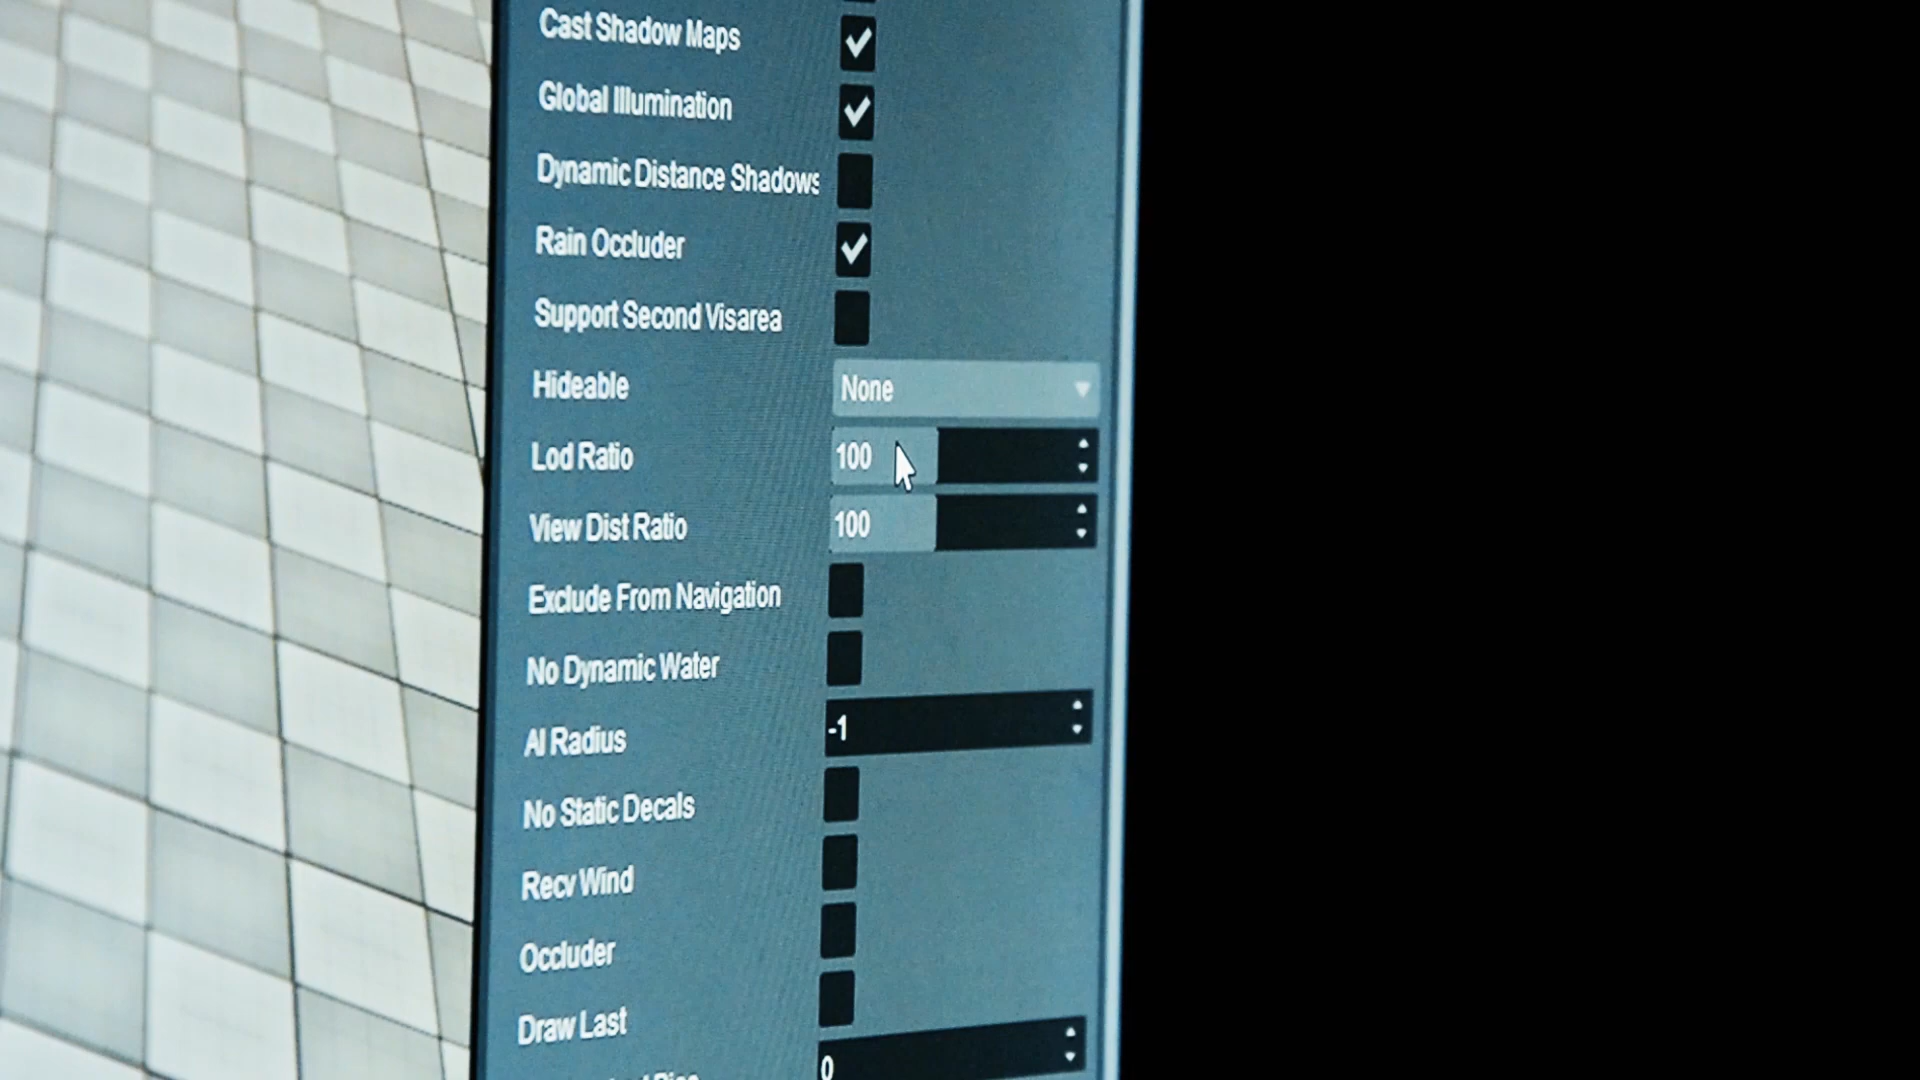 Cast Shadow Maps
Global Illumination
Dynamic Distance Shadows
Rain Occluder
Support Second Visarea
Hideable None
Lod Ratio 100
View Dist Ratio 100
Exclude From Navigation
No Dynamic Water
AI Radius -1
No Static Decals
Recv Wind
Occluder
Draw Last
0